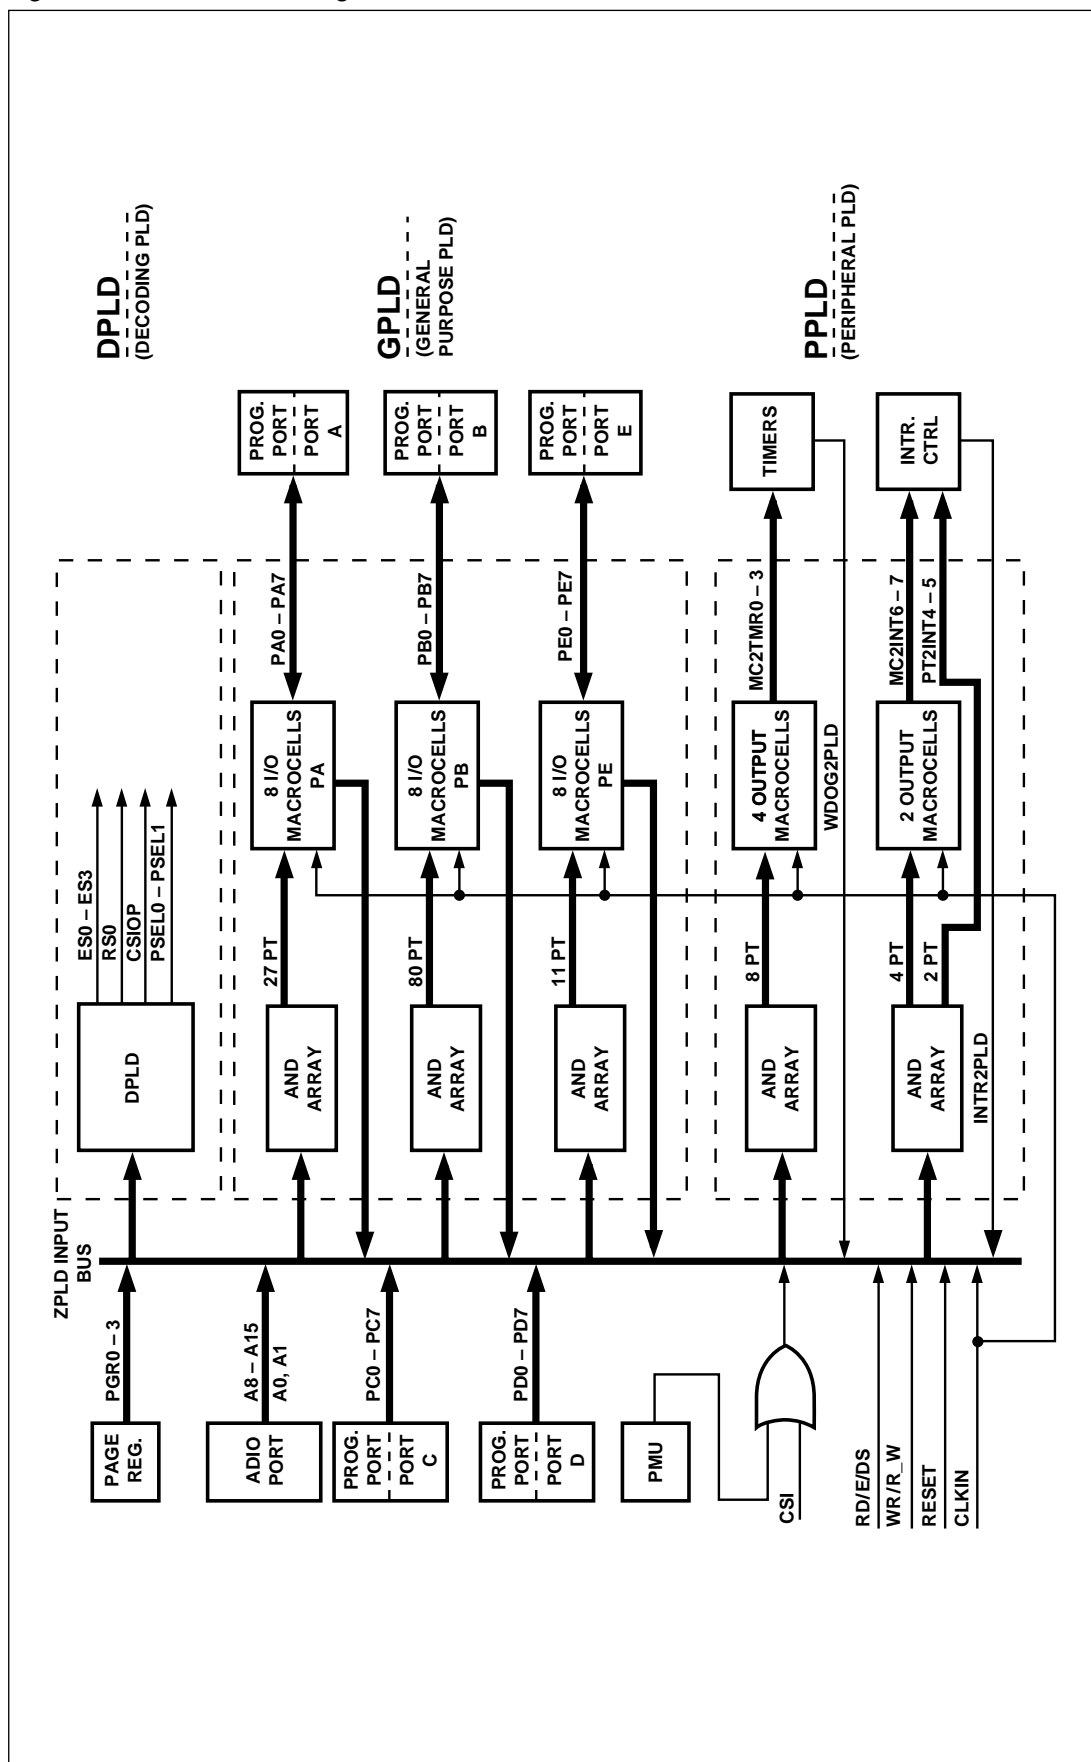 DPLD
(DECODING PLD)
GPLD
(GENERAL
PURPOSE PLD)
PPLD
(PERIPHERAL PLD)
ZPLD INPUT
BUS
PAGE
REG.
PGR0 – 3
DPLD
ES0 – ES3
RS0
CSIOP
PSEL0 – PSEL1
ADIO
PORT
A8 – A15
A0, A1
AND
ARRAY
27 PT
8 I/O
MACROCELLS
PA
PA0 – PA7
PROG.
PORT
PORT
A
PROG.
PORT
PORT
C
PC0 – PC7
AND
ARRAY
80 PT
8 I/O
MACROCELLS
PB
PB0 – PB7
PROG.
PORT
PORT
B
PROG.
PORT
PORT
D
PD0 – PD7
AND
ARRAY
11 PT
8 I/O
MACROCELLS
PE
PE0 – PE7
PROG.
PORT
PORT
E
PMU
CSI
AND
ARRAY
8 PT
4 OUTPUT
MACROCELLS
MC2TMR0 – 3
TIMERS
WDOG2PLD
RD/E/DS
WR/R_W
RESET
CLKIN
AND
ARRAY
4 PT
2 PT
2 OUTPUT
MACROCELLS
MC2INT6 – 7
PT2INT4 – 5
INTR.
CTRL
INTR2PLD